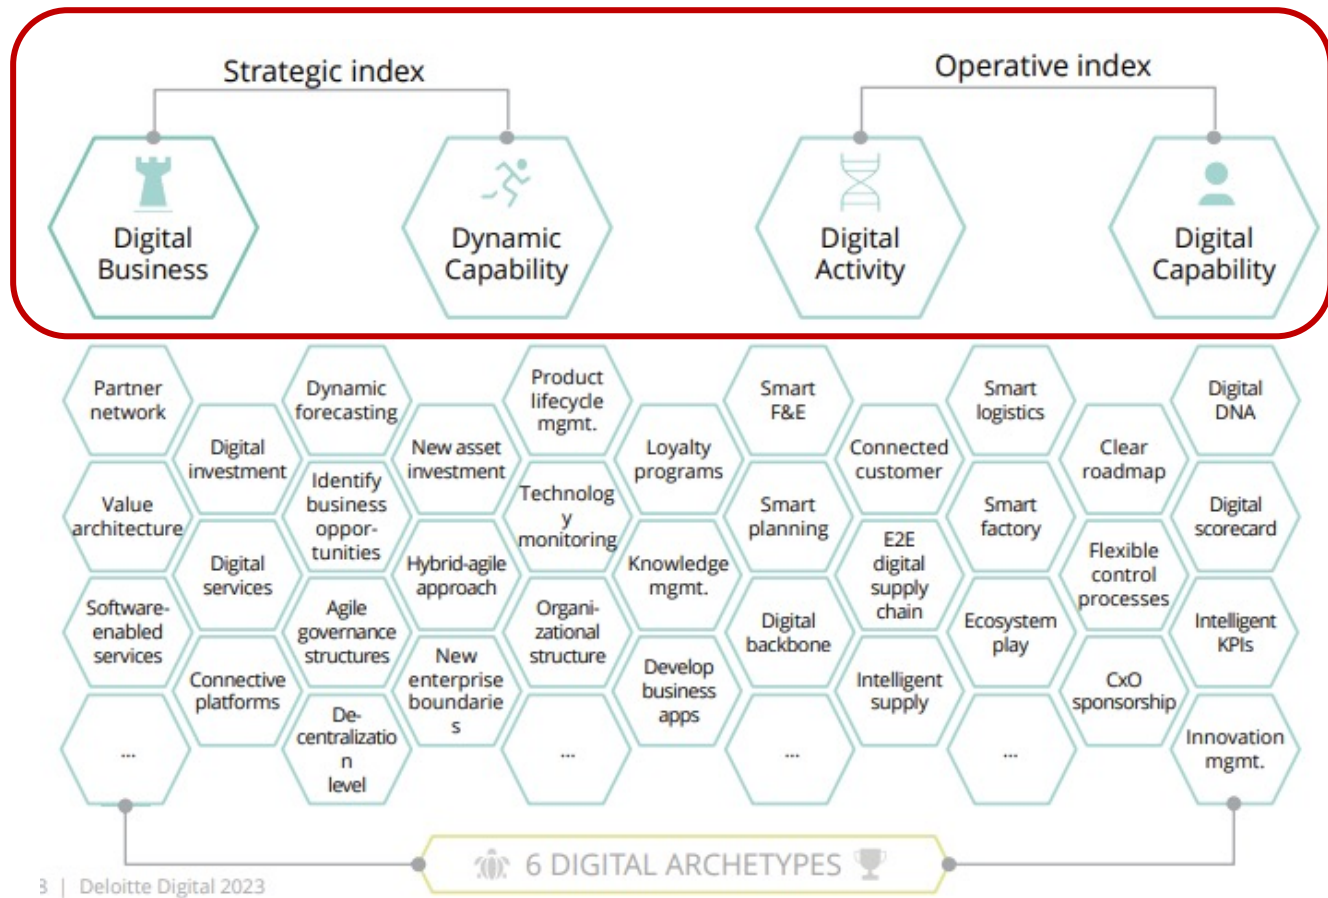 Strategic index
Operative index
Digital
Business
Dynamic
Capability
Digital
Activity
Digital
Capability
Partner
network
Digital
investment
Dynamic
forecasting
New asset
investment
Product
lifecycle
mgmt.
Loyalty
programs
Smart
F&E
Connected
customer
Smart
logistics
Clear
roadmap
Digital
DNA
Value
architecture
Digital
services
Identify
business
oppor-
tunities
Hybrid-agile
approach
Technolog
y
monitoring
Knowledge
mgmt.
Smart
planning
E2E
digital
supply
chain
Smart
factory
Flexible
control
processes
Digital
scorecard
Software-
enabled
services
Connective
platforms
Agile
governance
structures
New
enterprise
boundarie
s
Organi-
zational
structure
Develop
business
apps
Digital
backbone
Intelligent
supply
Ecosystem
play
CxO
sponsorship
Intelligent
KPIs
...
De-
centralizatio
n
level
...
...
...
Innovation
mgmt.
6 DIGITAL ARCHETYPES
8 | Deloitte Digital 2023